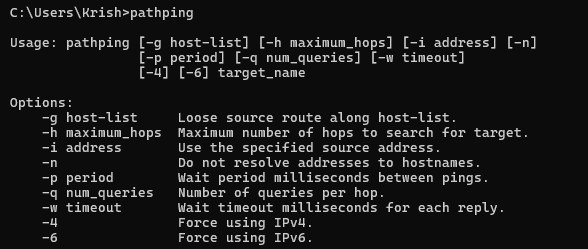 C:\Users\Krish>pathping
Usage: pathping [-g host-list] [-h maximum_hops] [-i address] [-n]
                [-p period] [-q num_queries] [-w timeout]
                [-4] [-6] target_name
Options:
    -g host-list     Loose source route along host-list.
    -h maximum_hops  Maximum number of hops to search for target.
    -i address       Use the specified source address.
    -n               Do not resolve addresses to hostnames.
    -p period        Wait period milliseconds between pings.
    -q num_queries   Number of queries per hop.
    -w timeout       Wait timeout milliseconds for each reply.
    -4               Force using IPv4.
    -6               Force using IPv6.